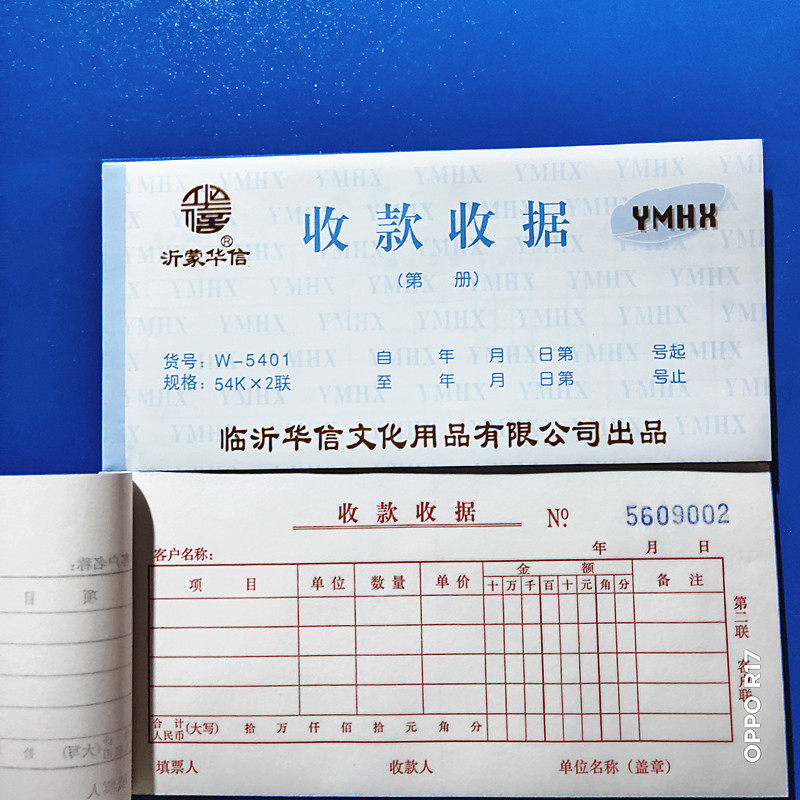 沂蒙华信®
收款收据
YMHX
(第 册)
货号：W-5401 自 年 月 日第 号起
规格：54K×2联 至 年 月 日第 号止
临沂华信文化用品有限公司出品
收款收据 Nº 5609002
客户名称： 年 月 日
项 目 单位 数量 单价 金 额 备注
十 万 千 百 十 元 角 分
合 计
人民币 (大写) 拾 万 仟 佰 拾 元 角 分
填票人 收款人 单位名称（盖章）
第二联 客户联
OPPO R17